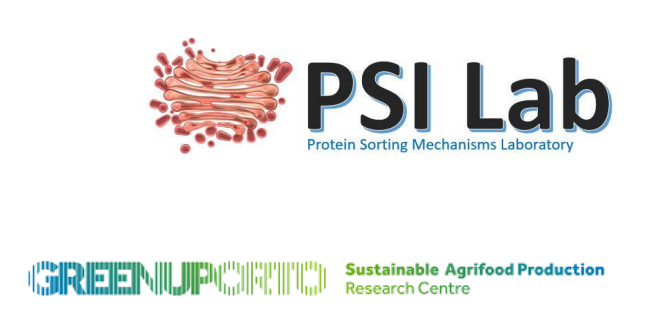 PSI Lab
Protein Sorting Mechanisms Laboratory
GREENUPORTO
Sustainable Agrifood Production
Research Centre